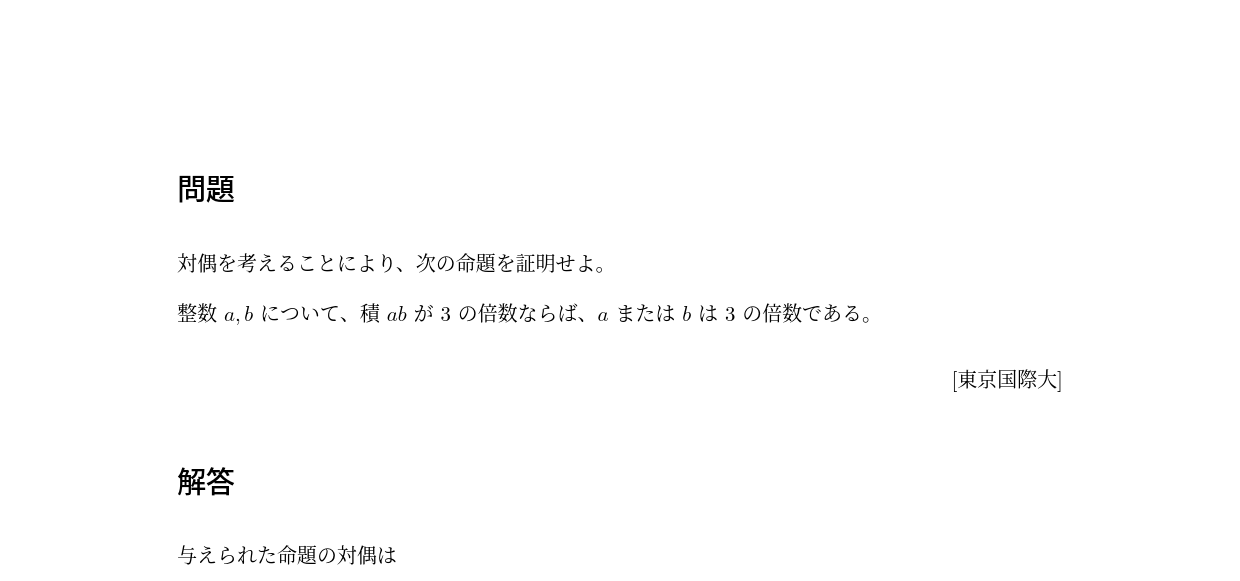 問題
対偶を考えることにより、次の命題を証明せよ。
整数 a, b について、積 ab が 3 の倍数ならば、a または b は 3 の倍数である。
[東京国際大]
解答
与えられた命題の対偶は